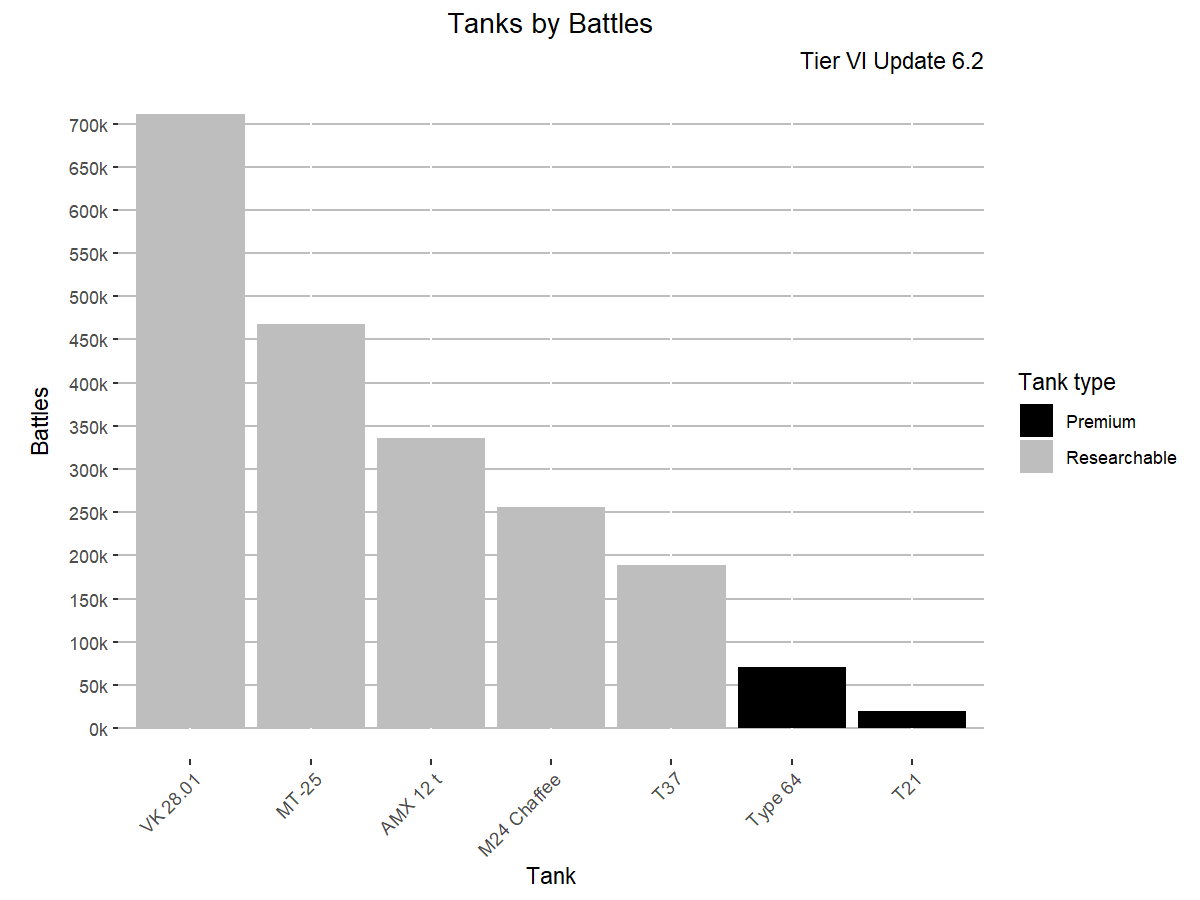 Tanks by Battles
Tier VI Update 6.2
Battles
700k
650k
600k
550k
500k
450k
400k
350k
300k
250k
200k
150k
100k
50k
0k
VK 28.01
MT-25
AMX 12 t
M24 Chaffee
T37
Type 64
T21
Tank
Tank type
Premium
Researchable